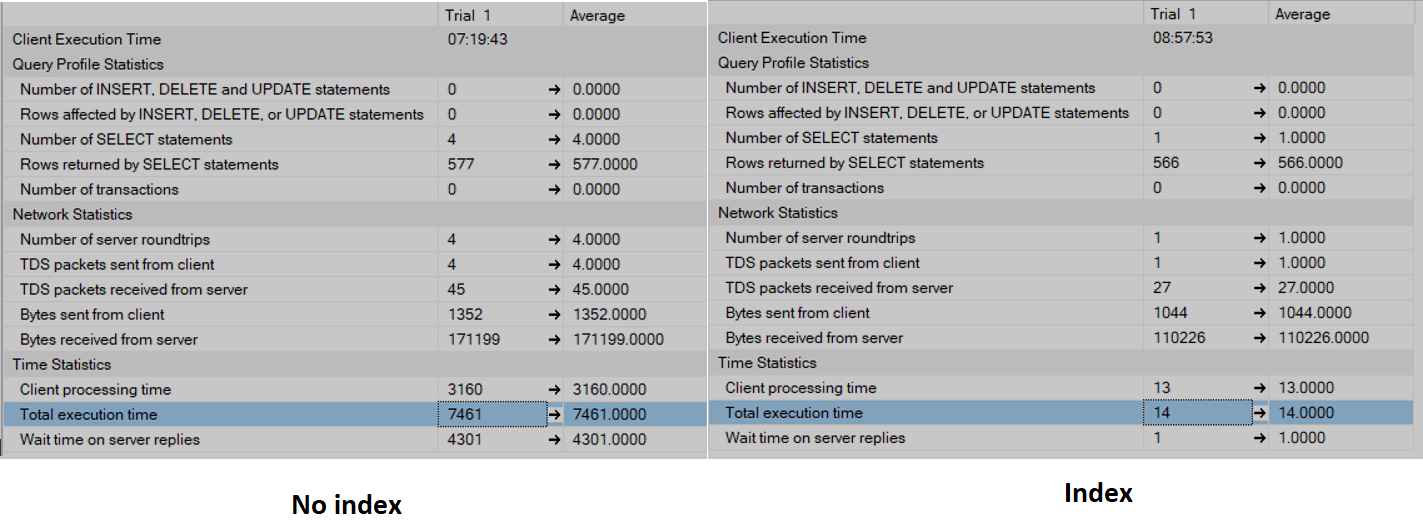 Trial 1 Average
Client Execution Time 07:19:43
Query Profile Statistics
Number of INSERT, DELETE and UPDATE statements 0 → 0.0000
Rows affected by INSERT, DELETE, or UPDATE statements 0 → 0.0000
Number of SELECT statements 4 → 4.0000
Rows returned by SELECT statements 577 → 577.0000
Number of transactions 0 → 0.0000
Network Statistics
Number of server roundtrips 4 → 4.0000
TDS packets sent from client 4 → 4.0000
TDS packets received from server 45 → 45.0000
Bytes sent from client 1352 → 1352.0000
Bytes received from server 171199 → 171199.0000
Time Statistics
Client processing time 3160 → 3160.0000
Total execution time 7461 → 7461.0000
Wait time on server replies 4301 → 4301.0000
No index
Trial 1 Average
Client Execution Time 08:57:53
Query Profile Statistics
Number of INSERT, DELETE and UPDATE statements 0 → 0.0000
Rows affected by INSERT, DELETE, or UPDATE statements 0 → 0.0000
Number of SELECT statements 1 → 1.0000
Rows returned by SELECT statements 566 → 566.0000
Number of transactions 0 → 0.0000
Network Statistics
Number of server roundtrips 1 → 1.0000
TDS packets sent from client 1 → 1.0000
TDS packets received from server 27 → 27.0000
Bytes sent from client 1044 → 1044.0000
Bytes received from server 110226 → 110226.0000
Time Statistics
Client processing time 13 → 13.0000
Total execution time 14 → 14.0000
Wait time on server replies 1 → 1.0000
Index